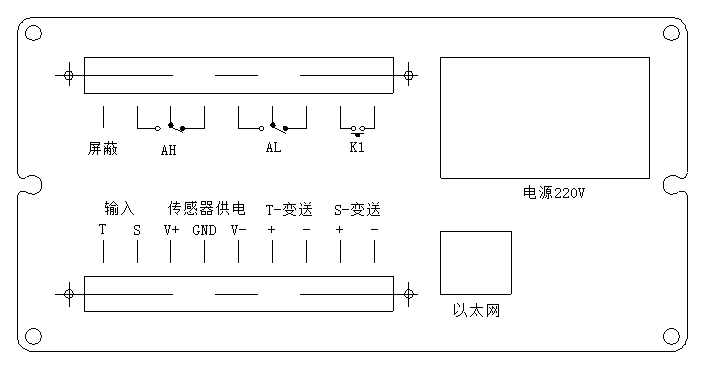 屏蔽 AH AL K1
电源220V
输入 传感器供电 T-变送 S-变送
T S V+ GND V- + - + -
以太网